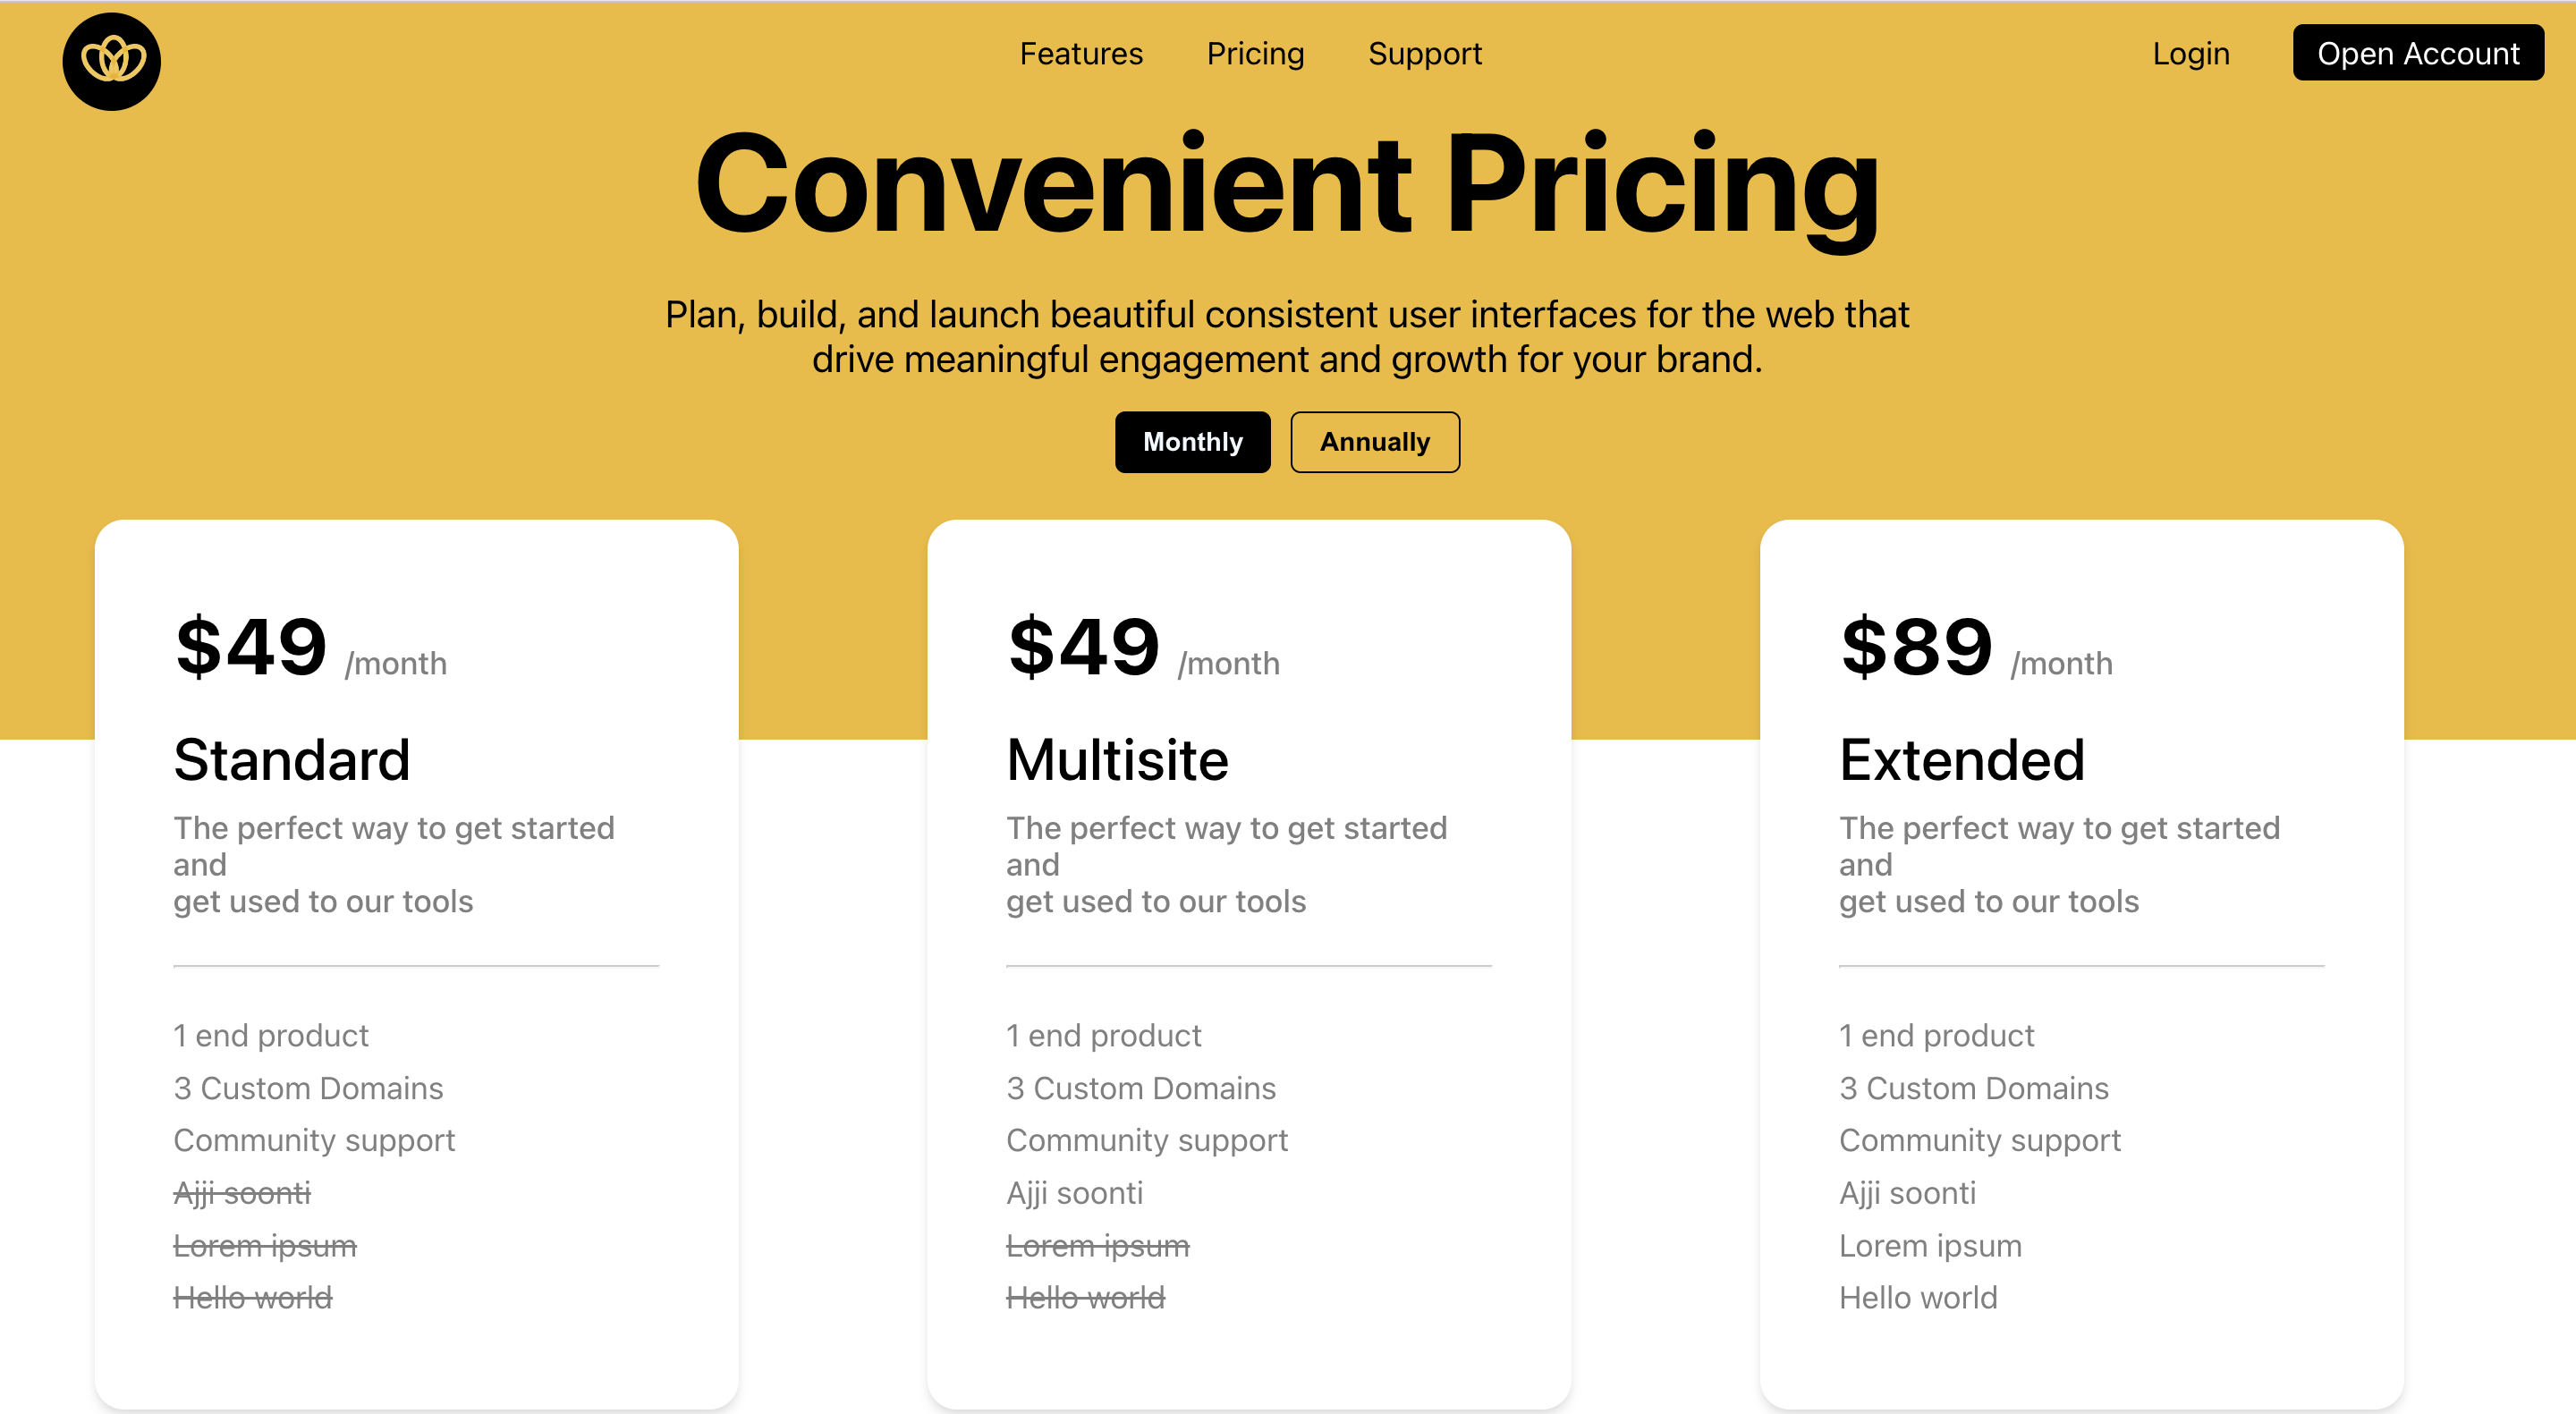 Features Pricing Support Login Open Account
Convenient Pricing
Plan, build, and launch beautiful consistent user interfaces for the web that
drive meaningful engagement and growth for your brand.
Monthly Annually
$49 /month
Standard
The perfect way to get started
and
get used to our tools
1 end product
3 Custom Domains
Community support
Ajji soonti
Lorem ipsum
Hello world
$49 /month
Multisite
The perfect way to get started
and
get used to our tools
1 end product
3 Custom Domains
Community support
Ajji soonti
Lorem ipsum
Hello world
$89 /month
Extended
The perfect way to get started
and
get used to our tools
1 end product
3 Custom Domains
Community support
Ajji soonti
Lorem ipsum
Hello world